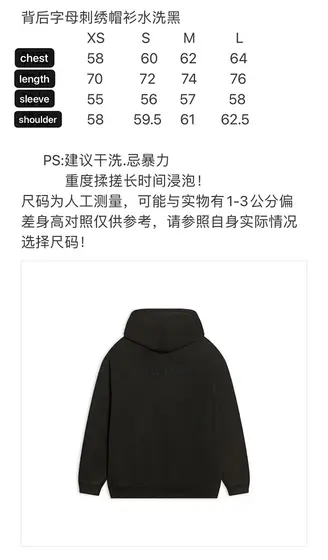 背后字母刺绣帽衫水洗黑
XS S M L
chest 58 60 62 64
length 70 72 74 76
sleeve 55 56 57 58
shoulder 58 59.5 61 62.5
PS:建议干洗.忌暴力
重度揉搓长时间浸泡!
尺码为人工测量，可能与实物有1-3公分偏
差身高对照仅供参考，请参照自身实际情况
选择尺码!